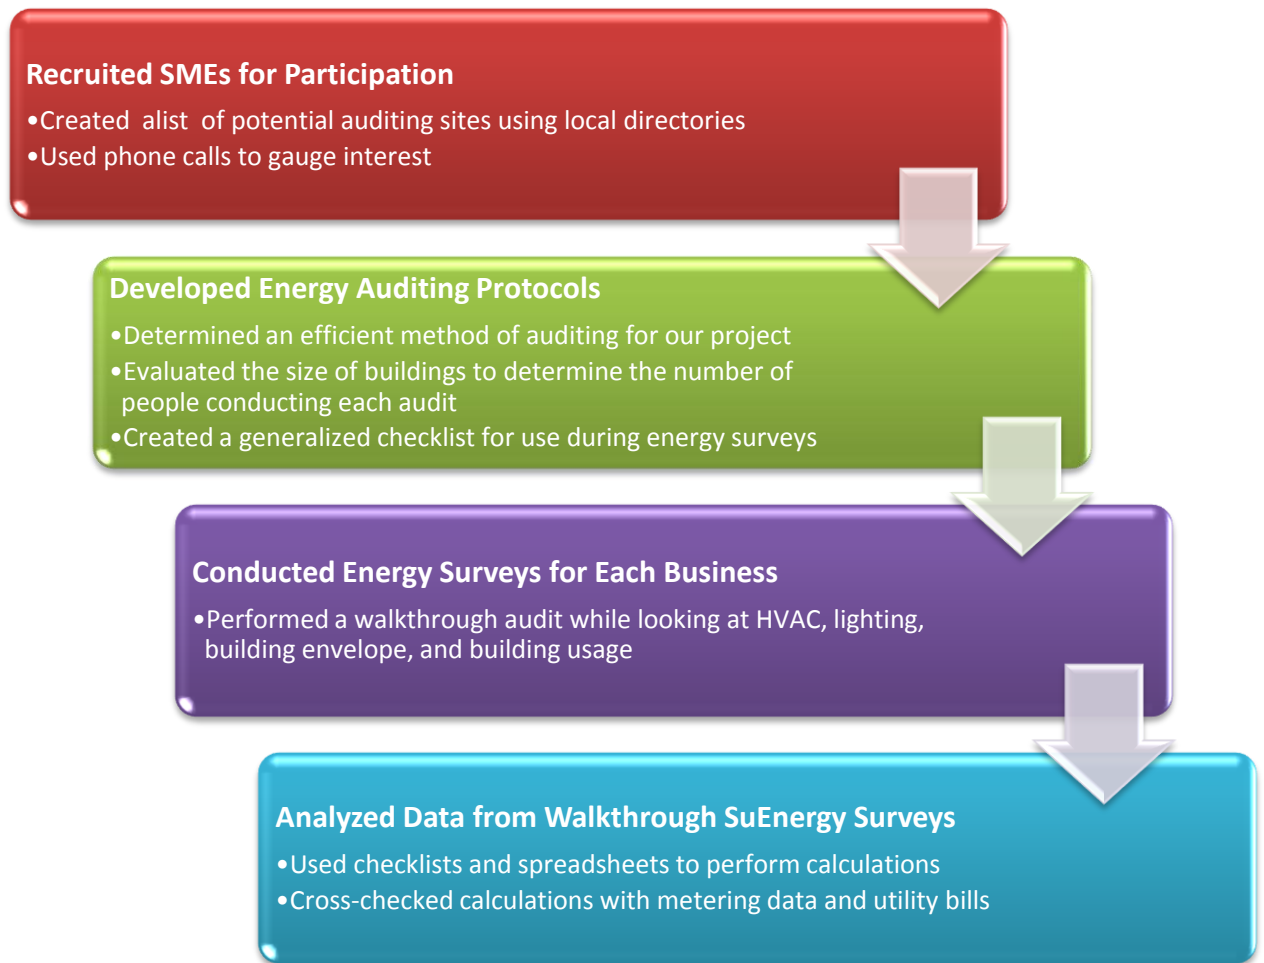 Recruited SMEs for Participation
•Created  alist  of potential auditing sites using local directories
•Used phone calls to gauge interest
Developed Energy Auditing Protocols
•Determined an efficient method of auditing for our project
•Evaluated the size of buildings to determine the number of
people conducting each audit
•Created a generalized checklist for use during energy surveys
Conducted Energy Surveys for Each Business
•Performed a walkthrough audit while looking at HVAC, lighting,
building envelope, and building usage
Analyzed Data from Walkthrough SuEnergy Surveys
•Used checklists and spreadsheets to perform calculations
•Cross-checked calculations with metering data and utility bills